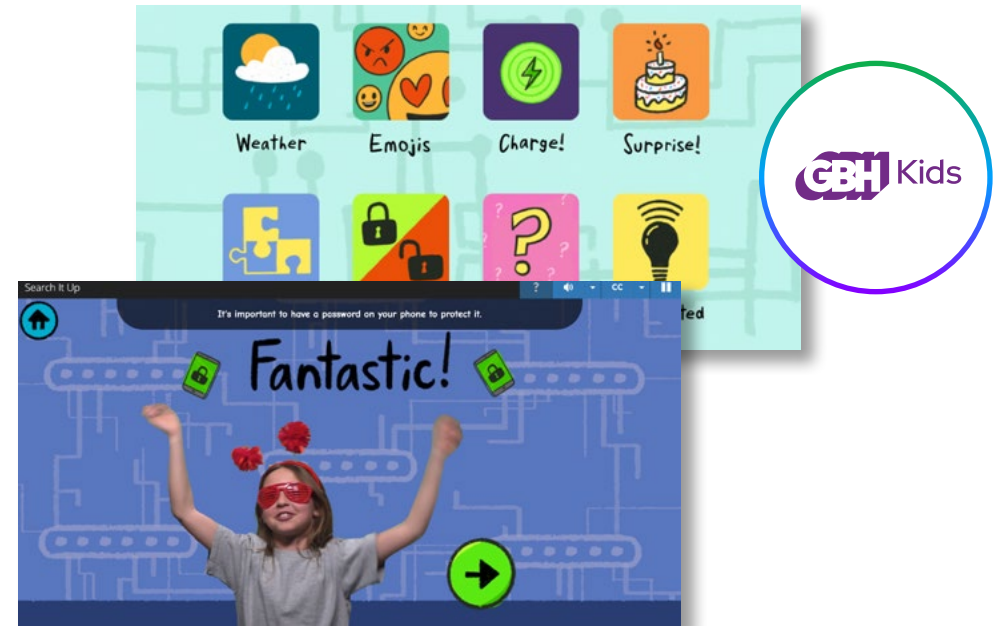 Weather
Emojis
Charge!
Surprise!
GBH Kids
?
ted
Search It Up
?
CC
It's important to have a password on your phone to protect it.
Fantastic!